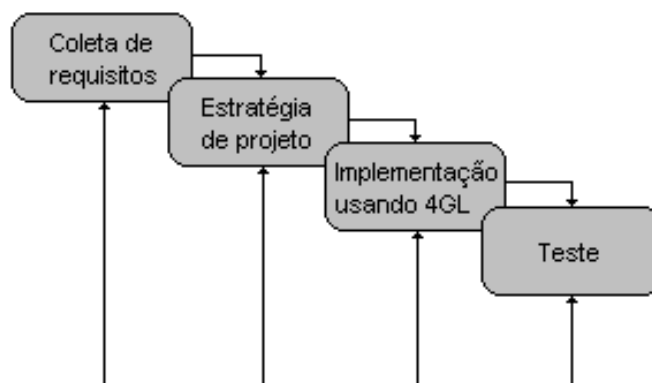 Coleta de
requisitos
Estratégia
de projeto
Implementação
usando 4GL
Teste